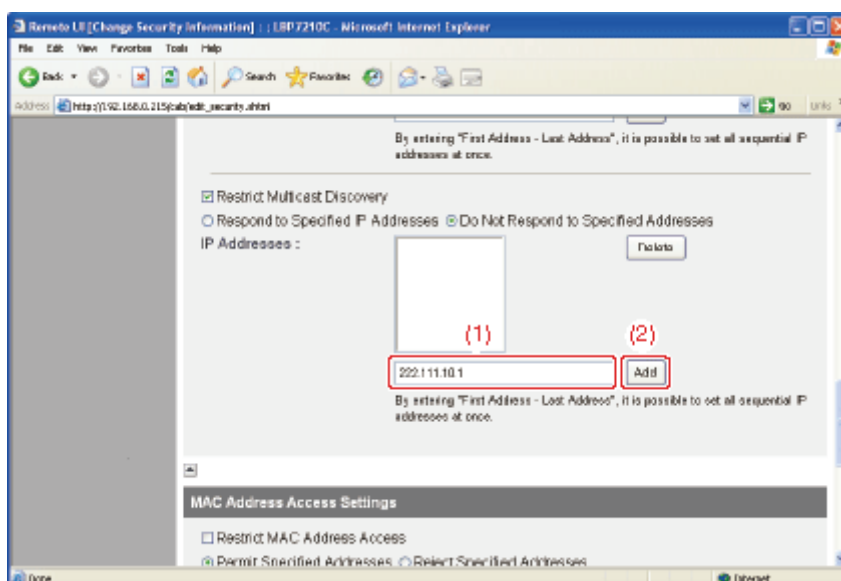 Remote UI [Change Security Information] : : LBP7210C - Microsoft Internet Explorer
File Edit View Favorites Tools Help
Back Search Favorites
Address http://192.168.0.215/cab/edit_security.shtml Go Links
By entering "First Address - Last Address", it is possible to set all sequential IP
addresses at once.
Restrict Multicast Discovery
Respond to Specified IP Addresses Do Not Respond to Specified Addresses
IP Addresses : Delete
(1) (2)
222.111.10.1 Add
By entering "First Address - Last Address", it is possible to set all sequential IP
addresses at once.
MAC Address Access Settings
Restrict MAC Address Access
Permit Specified Addresses Reject Specified Addresses
Done Internet